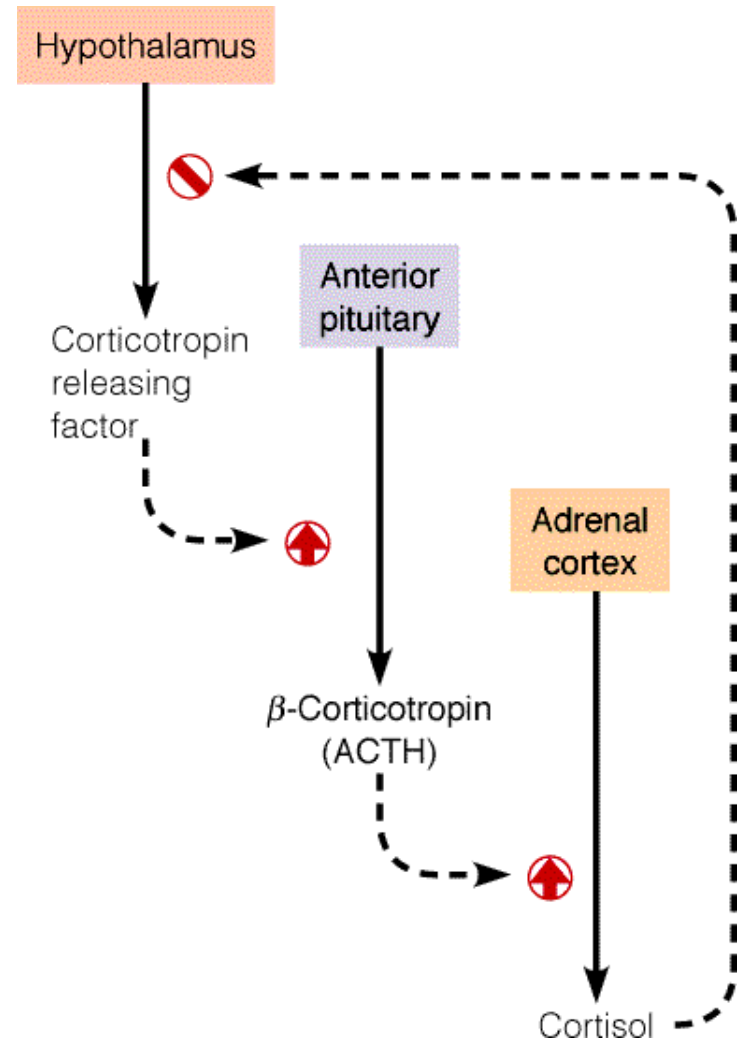 Hypothalamus
Anterior
pituitary
Corticotropin
releasing
factor
Adrenal
cortex
β-Corticotropin
(ACTH)
Cortisol